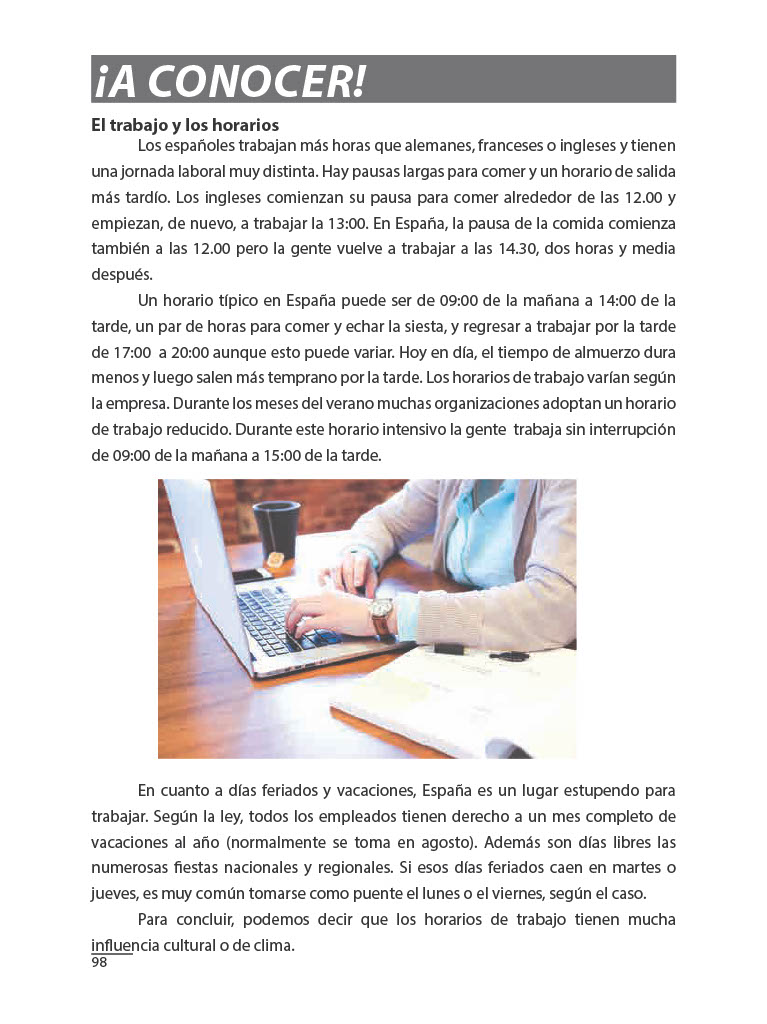 ¡A CONOCER!
El trabajo y los horarios
Los españoles trabajan más horas que alemanes, franceses o ingleses y tienen
una jornada laboral muy distinta. Hay pausas largas para comer y un horario de salida
más tardío. Los ingleses comienzan su pausa para comer alrededor de las 12.00 y
empiezan, de nuevo, a trabajar la 13:00. En España, la pausa de la comida comienza
también a las 12.00 pero la gente vuelve a trabajar a las 14.30, dos horas y media
después.
Un horario típico en España puede ser de 09:00 de la mañana a 14:00 de la
tarde, un par de horas para comer y echar la siesta, y regresar a trabajar por la tarde
de 17:00 a 20:00 aunque esto puede variar. Hoy en día, el tiempo de almuerzo dura
menos y luego salen más temprano por la tarde. Los horarios de trabajo varían según
la empresa. Durante los meses del verano muchas organizaciones adoptan un horario
de trabajo reducido. Durante este horario intensivo la gente trabaja sin interrupción
de 09:00 de la mañana a 15:00 de la tarde.
En cuanto a días feriados y vacaciones, España es un lugar estupendo para
trabajar. Según la ley, todos los empleados tienen derecho a un mes completo de
vacaciones al año (normalmente se toma en agosto). Además son días libres las
numerosas fiestas nacionales y regionales. Si esos días feriados caen en martes o
jueves, es muy común tomarse como puente el lunes o el viernes, según el caso.
Para concluir, podemos decir que los horarios de trabajo tienen mucha
influencia cultural o de clima.
98